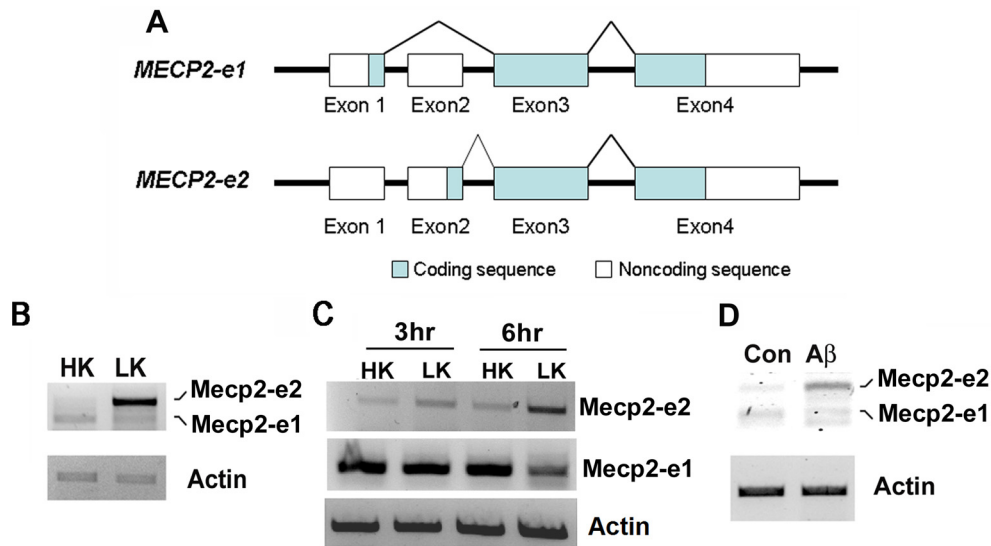 A
MECP2-e1
Exon 1 Exon2 Exon3 Exon4
MECP2-e2
Exon 1 Exon2 Exon3 Exon4
Coding sequence Noncoding sequence
B
HK LK
Mecp2-e2
Mecp2-e1
Actin
C
3hr 6hr
HK LK HK LK
Mecp2-e2
Mecp2-e1
Actin
D
Con Aβ
Mecp2-e2
Mecp2-e1
Actin